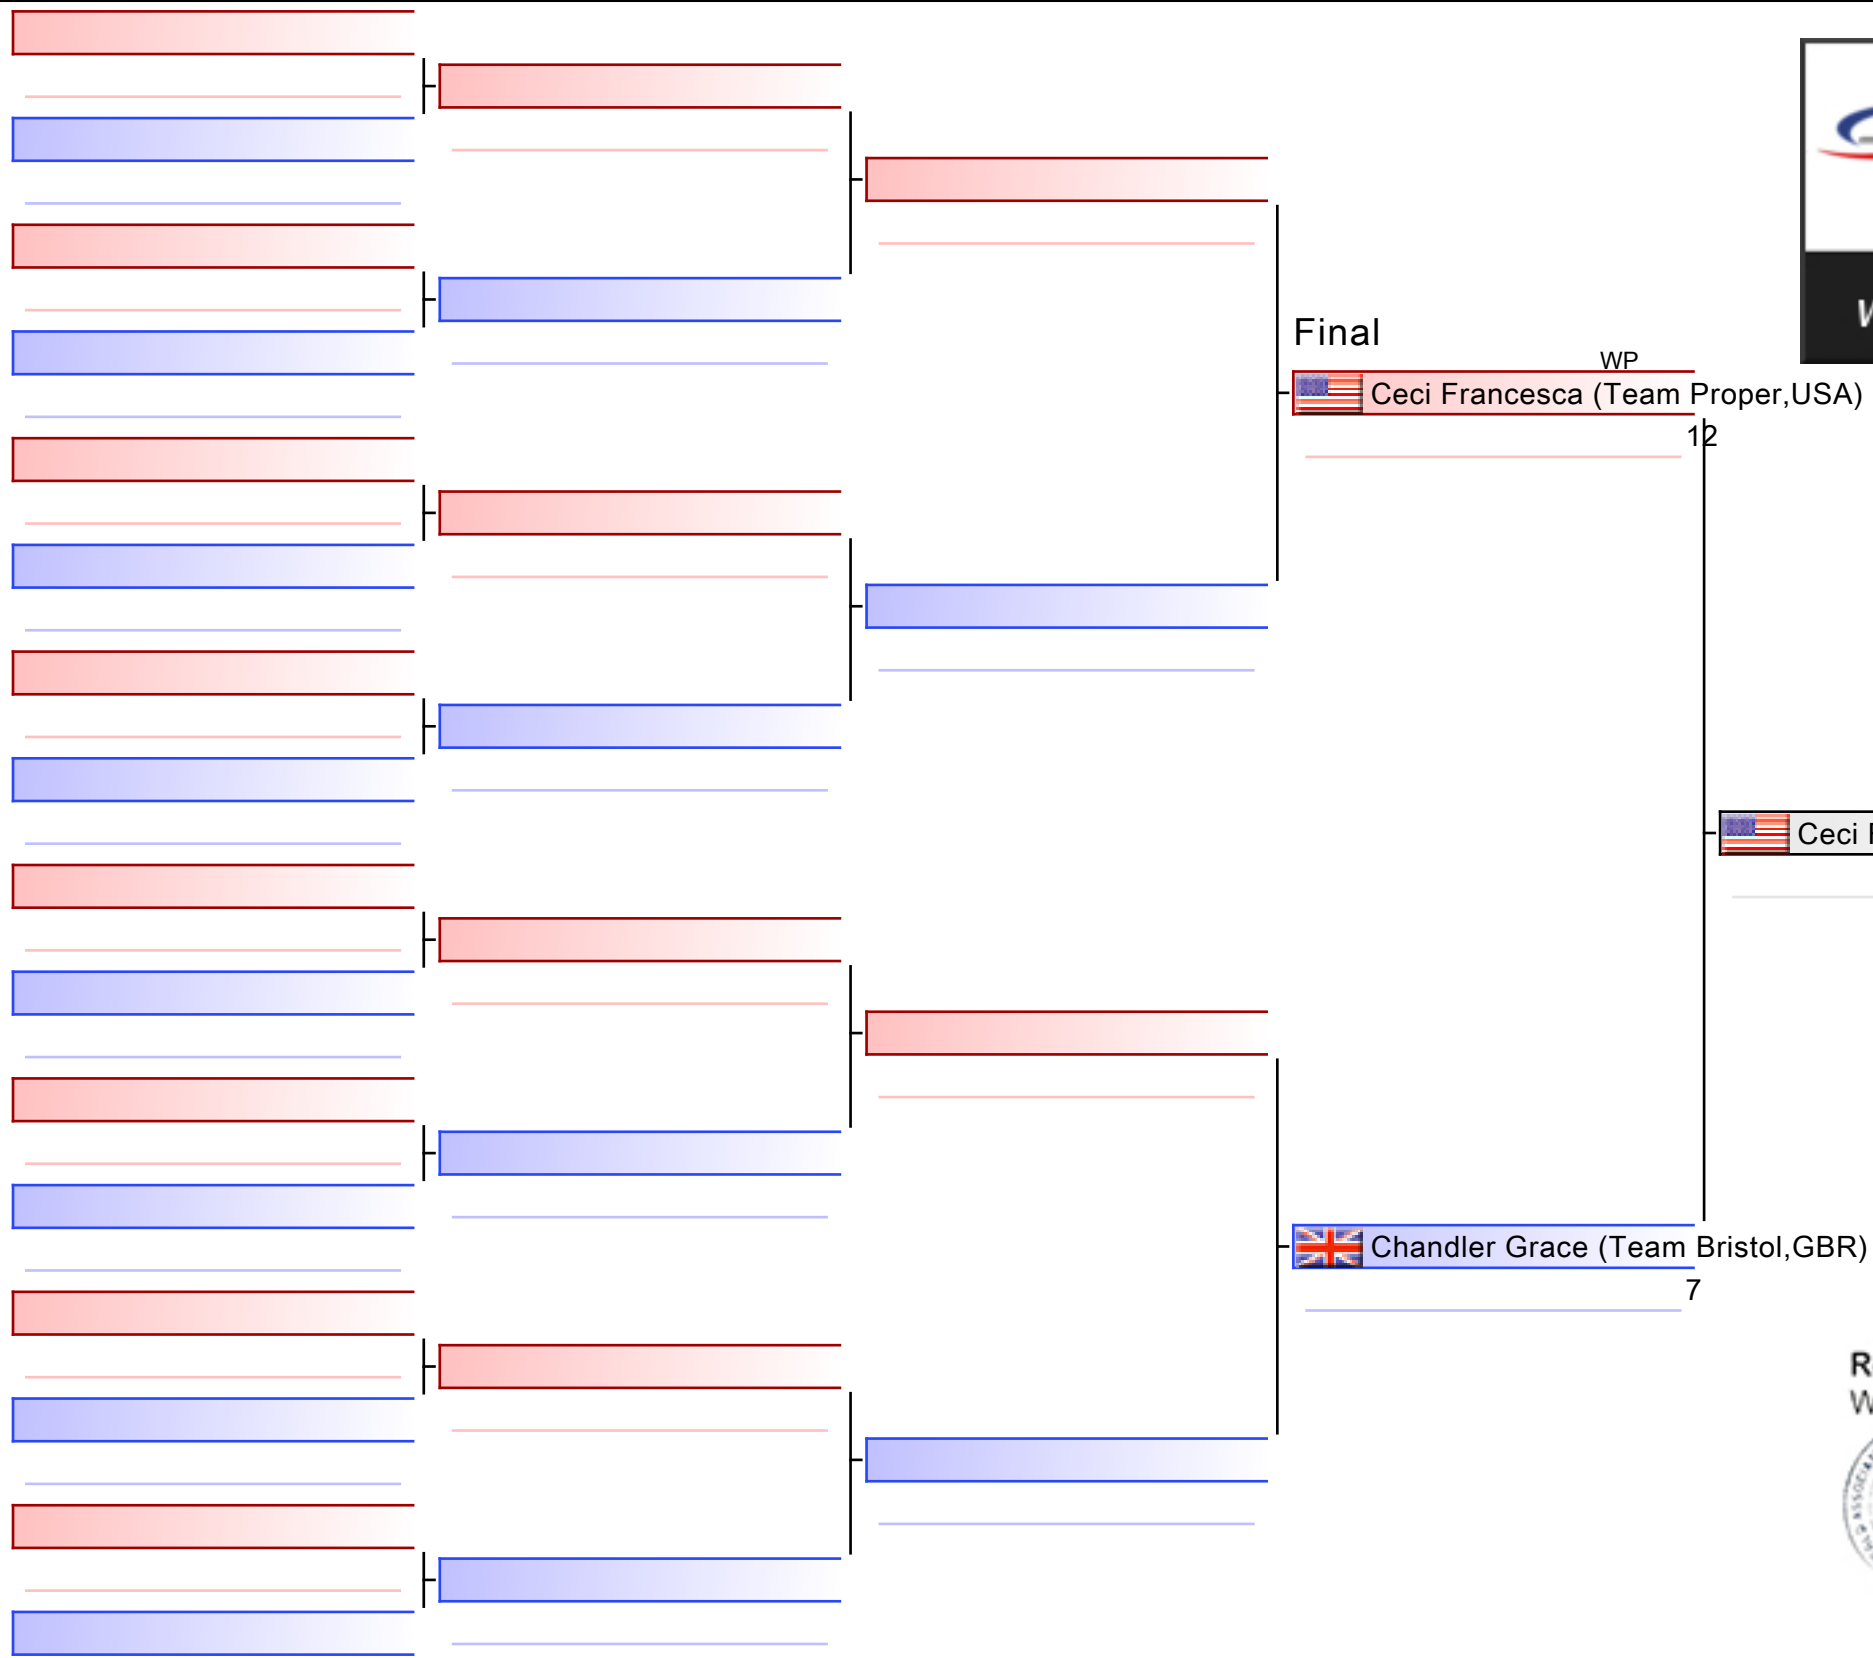 Final
WP
Ceci Francesca (Team Proper,USA)
12
Ceci
Chandler Grace (Team Bristol,GBR)
7